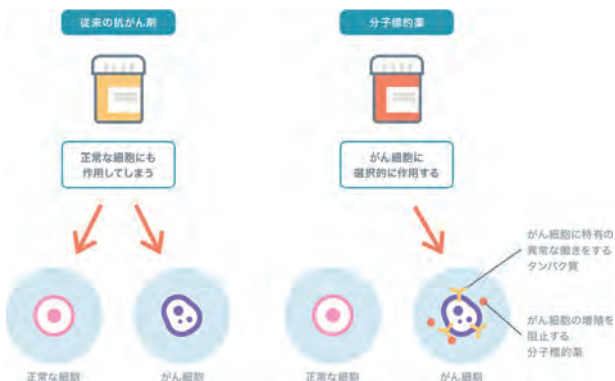 従来の抗がん剤
分子標的薬
正常な細胞にも
作用してしまう
がん細胞に
選択的に作用する
がん細胞に特有の
異常な働きをする
タンパク質
がん細胞の増殖を
阻止する
分子標的薬
正常な細胞
がん細胞
正常な細胞
がん細胞